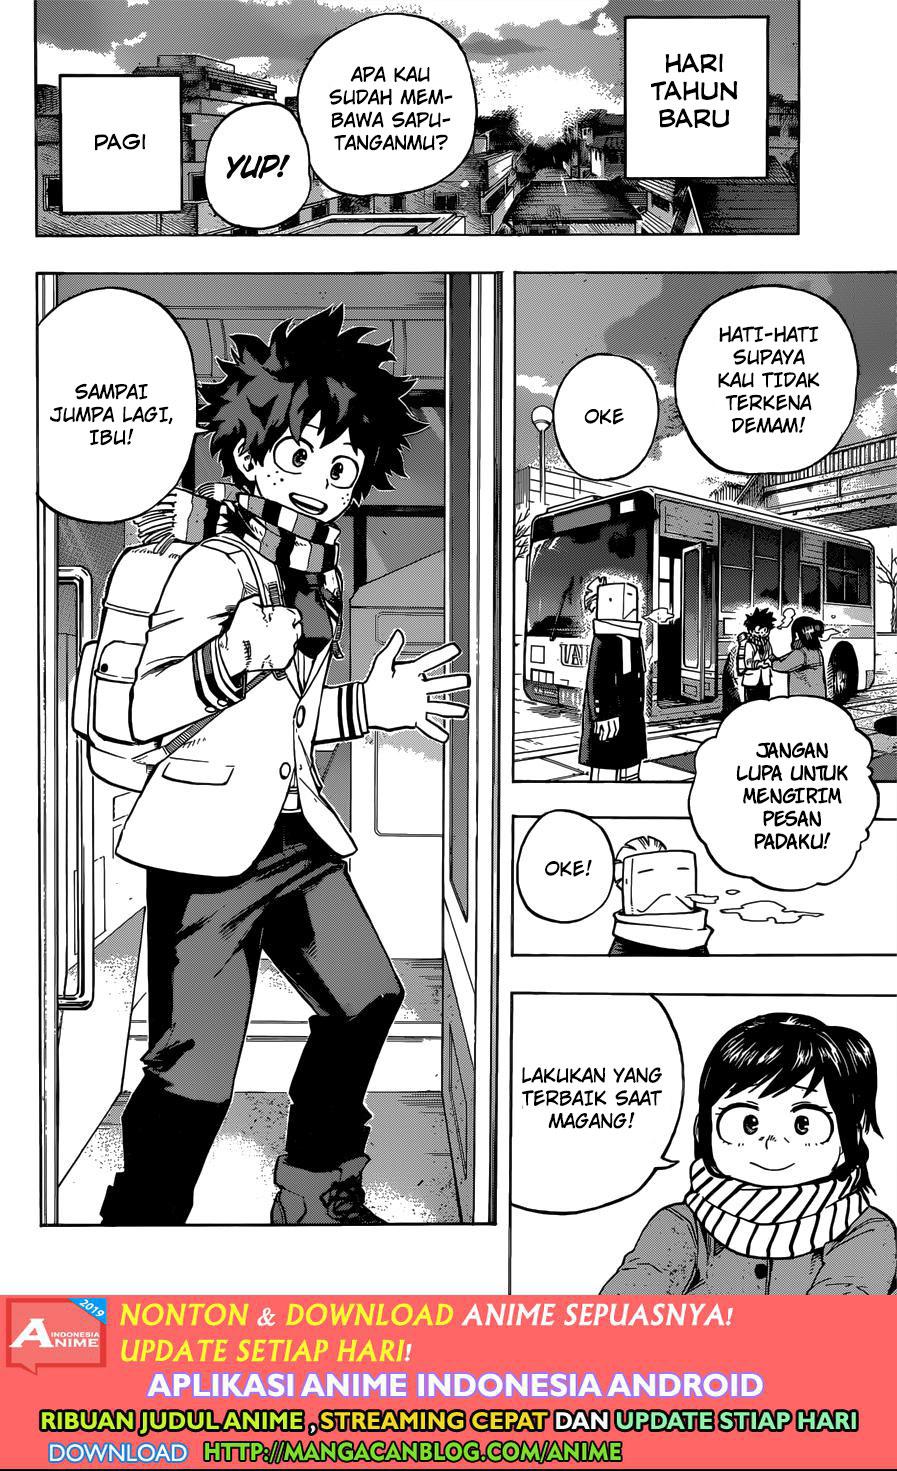 HARI
TAHUN
BARU
APA KAU
SUDAH MEM-
BAWA SAPU-
TANGANMU?
YUP!
PAGI
HATI-HATI
SUPAYA
KAU TIDAK
TERKENA
DEMAM!
OKE
UA
JANGAN
LUPA UNTUK
MENGIRIM
PESAN
PADAKU!
OKE!
LAKUKAN YANG
TERBAIK SAAT
MAGANG!
SAMPAI
JUMPA LAGI,
IBU!
2019
INDONESIA
ANIME
NONTON & DOWNLOAD ANIME SEPUASNYA!
UPDATE SETIAP HARI!
APLIKASI ANIME INDONESIA ANDROID
RIBUAN JUDUL ANIME , STREAMING CEPAT DAN UPDATE STIAP HARI
DOWNLOAD HTTP://MANGACANBLOG.COM/ANIME